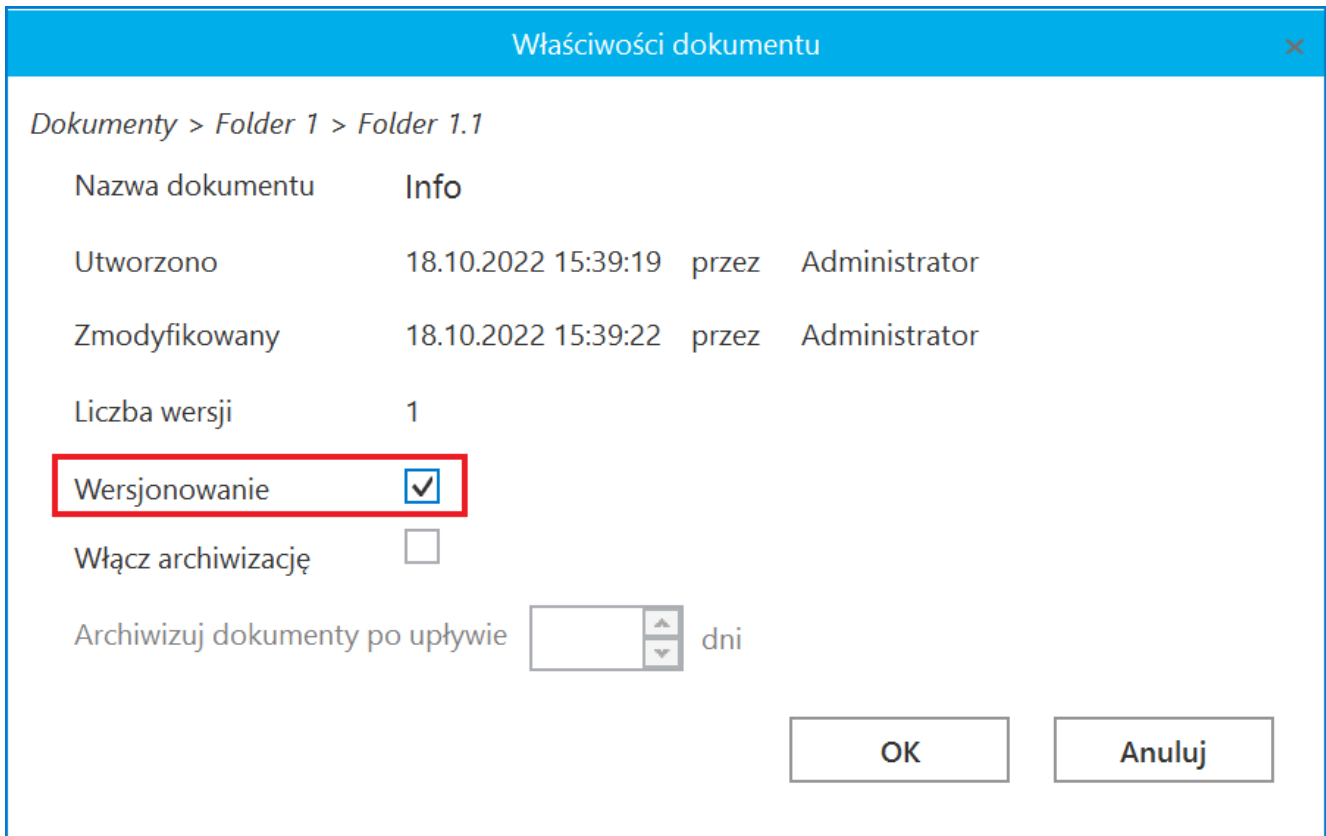 Właściwości dokumentu
Dokumenty > Folder 1 > Folder 1.1
Nazwa dokumentu Info
Utworzono 18.10.2022 15:39:19 przez Administrator
Zmodyfikowany 18.10.2022 15:39:22 przez Administrator
Liczba wersji 1
Wersjonowanie
Włącz archiwizację
Archiwizuj dokumenty po upływie dni
OK Anuluj